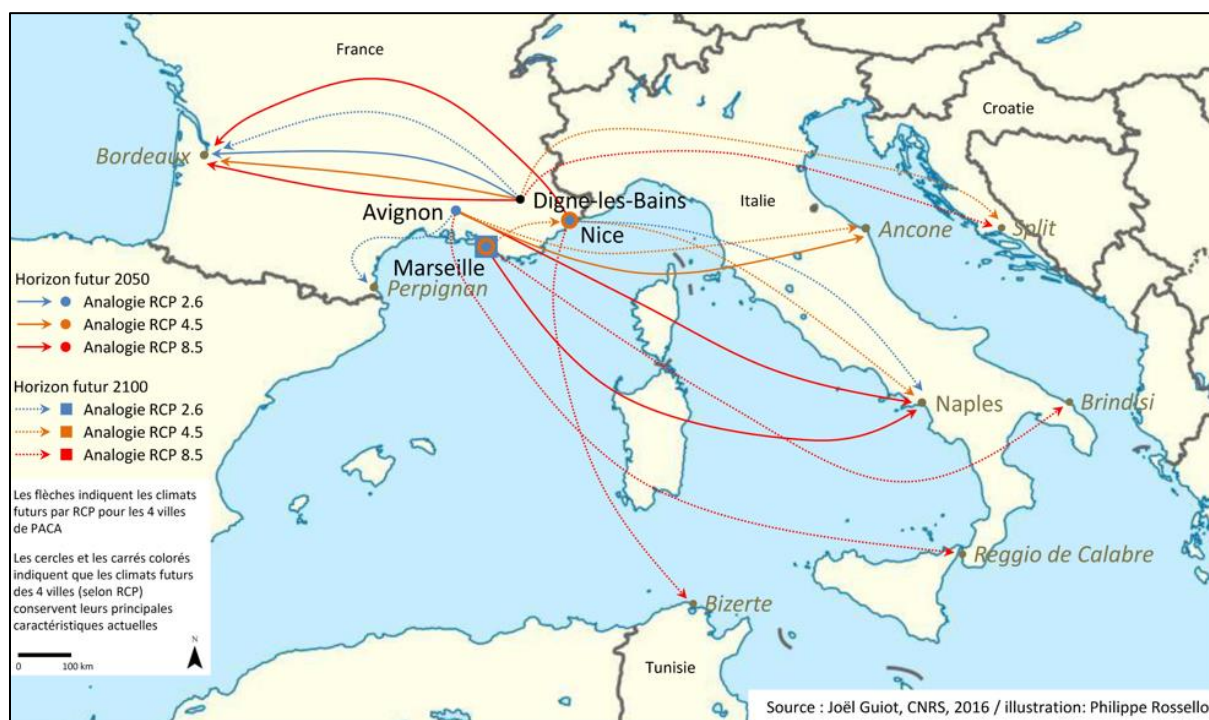 France
Croatie
Bordeaux
Digne-les-Bains
Avignon
Nice
Italie
Ancone
Split
Marseille
Perpignan
Horizon futur 2050
Analogie RCP 2.6
Analogie RCP 4.5
Analogie RCP 8.5
Horizon futur 2100
Analogie RCP 2.6
Analogie RCP 4.5
Analogie RCP 8.5
Naples
Brindisi
Les flèches indiquent les climats
futurs par RCP pour les 4 villes
de PACA
Les cercles et les carrés colorés
indiquent que les climats futurs
des 4 villes (selon RCP)
conservent leurs principales
caractéristiques actuelles
N
0 100 km
Reggio de Calabre
Bizerte
Tunisie
Source : Joël Guiot, CNRS, 2016 / illustration: Philippe Rossello